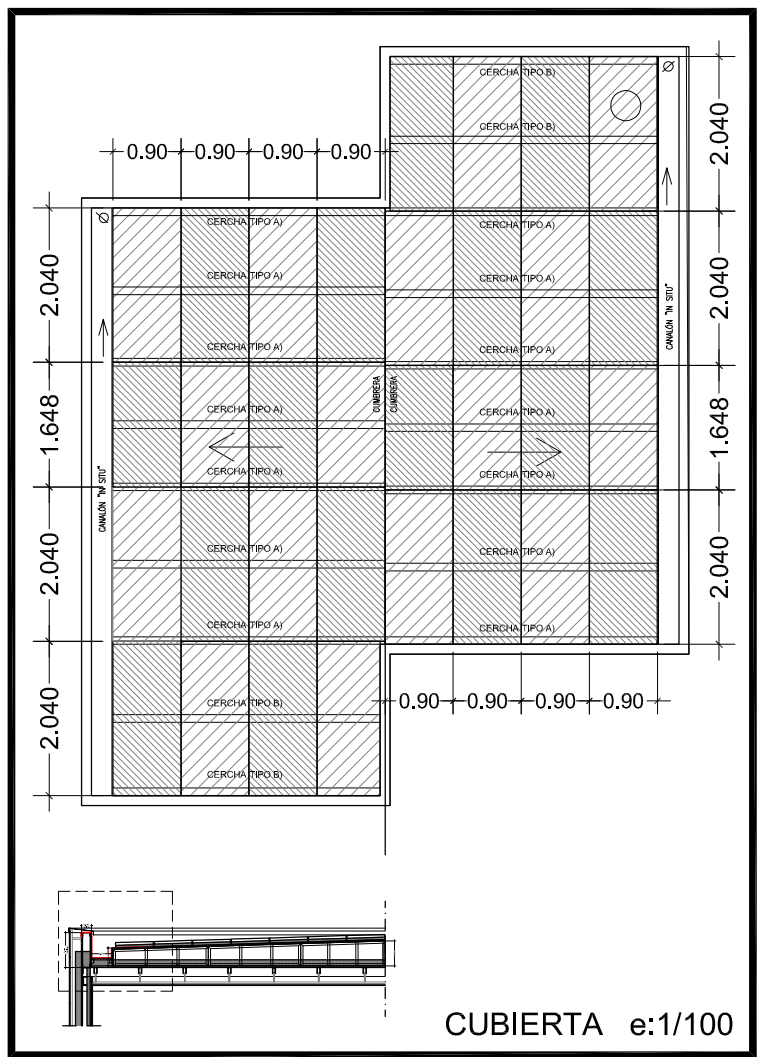 CERCHA TIPO B)
CERCHA TIPO B)
2.040
0.90 0.90 0.90 0.90
CERCHA TIPO A)
CERCHA TIPO A)
CERCHA TIPO A)
CERCHA TIPO A)
2.040
2.040
CANALÓN "IN SITU"
CERCHA TIPO A)
CERCHA TIPO A)
CUMBRERA
CUMBRERA
1.648
1.648
CERCHA TIPO A)
CERCHA TIPO A)
CERCHA TIPO A)
CERCHA TIPO A)
CANALÓN "IN SITU"
2.040
2.040
CERCHA TIPO A)
CERCHA TIPO A)
CERCHA TIPO A)
CERCHA TIPO A)
2.040
CERCHA TIPO B)
0.90 0.90 0.90 0.90
CERCHA TIPO B)
CUBIERTA e:1/100